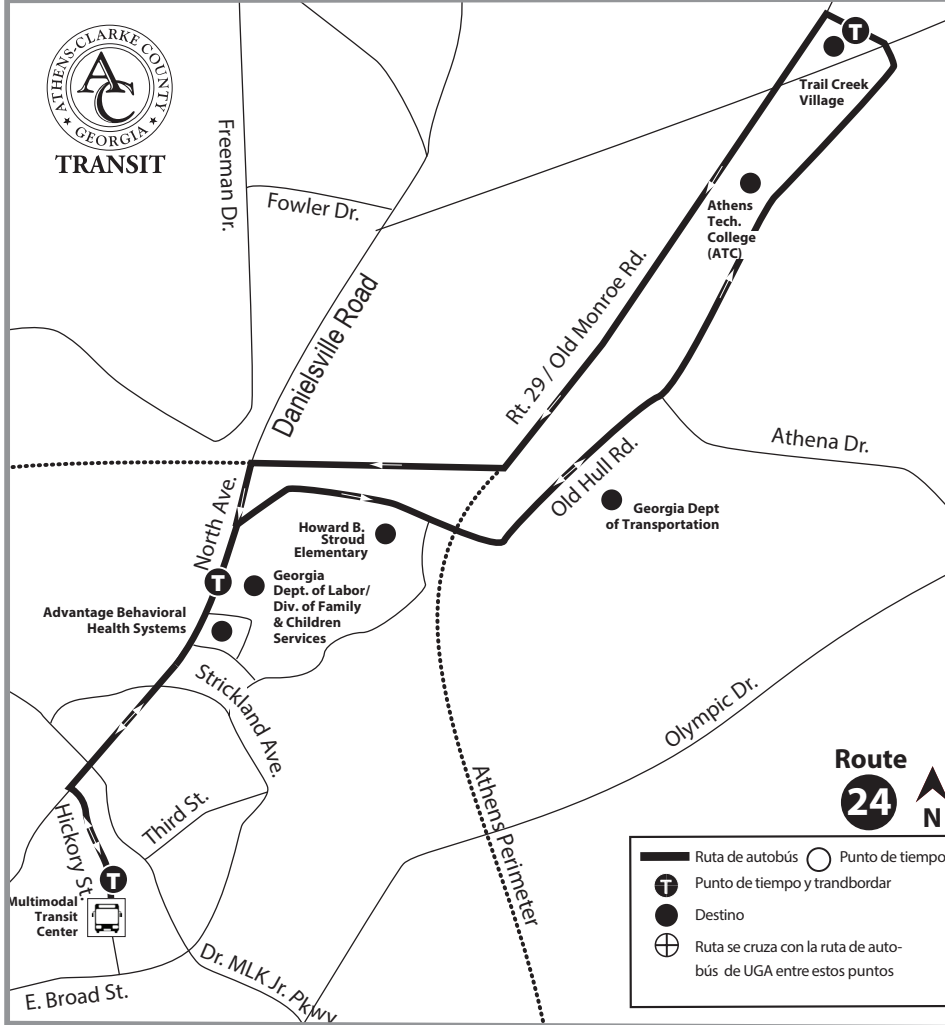 ATHENS-CLARKE COUNTY
AC
★ GEORGIA ★
TRANSIT
T
Trail Creek
Village
Freeman Dr.
Fowler Dr.
Athens
Tech.
College
(ATC)
Rt. 29 / Old Monroe Rd.
Danielsville Road
Athena Dr.
Old Hull Rd.
North Ave.
Georgia Dept
of Transportation
Howard B.
Stroud
Elementary
T
Georgia
Dept. of Labor/
Div. of Family
& Children
Services
Advantage Behavioral
Health Systems
Strickland Ave.
Olympic Dr.
Athens Perimeter
Third St.
Hickory St.
T
Multimodal
Transit
Center
Dr. MLK Jr. Pkwy
E. Broad St.
Route
24
N
Ruta de autobús
Punto de tiempo
T
Punto de tiempo y trandbordar
Destino
Ruta se cruza con la ruta de auto-
bús de UGA entre estos puntos